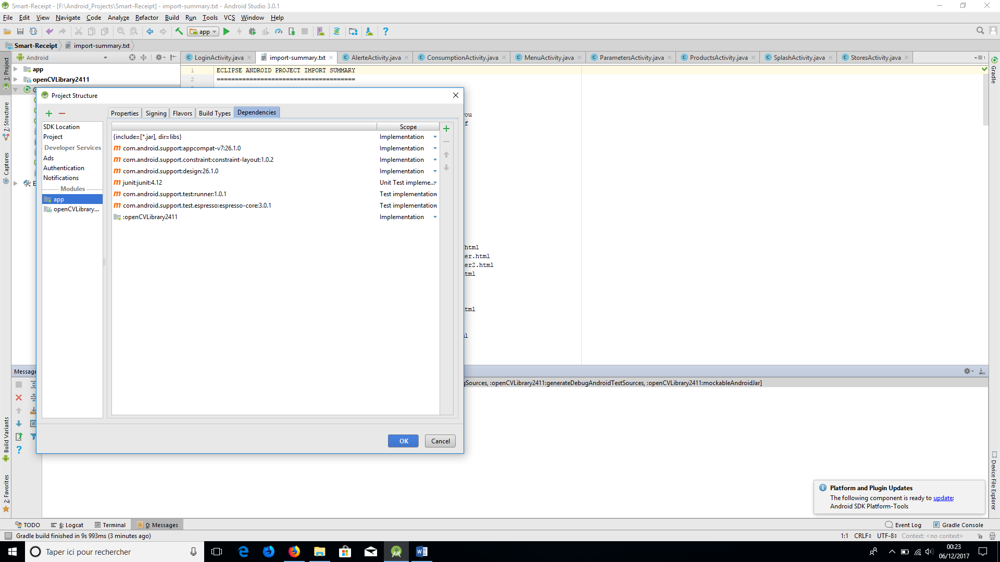 Smart-Receipt - [F:\Android_Projects\Smart-Receipt] - import-summary.txt - Android Studio 3.0.1
File Edit View Navigate Code Analyze Refactor Build Run Tools VCS Window Help
app
Smart-Receipt import-summary.txt
Android
LoginActivity.java import-summary.txt AlerteActivity.java ConsumptionActivity.java MenuActivity.java ParametersActivity.java ProductsActivity.java SplashActivity.java StoresActivity.java
1: Project
7: Structure
Captures
Build Variants
2: Favorites
app
openCVLibrary2411
G
E
1 ECLIPSE ANDROID PROJECT IMPORT SUMMARY
2 ======================================
Gradle
Device File Explorer
Project Structure
SDK Location
Project
Developer Services
Ads
Authentication
Notifications
Modules
app
openCVLibrary...
Properties Signing Flavors Build Types Dependencies
Scope
{include=[*.jar], dir=libs} Implementation
m com.android.support:appcompat-v7:26.1.0 Implementation
m com.android.support.constraint:constraint-layout:1.0.2 Implementation
m com.android.support:design:26.1.0 Implementation
m junit:junit:4.12 Unit Test impleme...
m com.android.support.test:runner:1.0.1 Test implementation
m com.android.support.test.espresso:espresso-core:3.0.1 Test implementation
:openCVLibrary2411 Implementation
OK Cancel
ou
f
.html
er.html
er2.html
tml
tml
l
Message
gSources, :openCVLibrary2411:generateDebugAndroidTestSources, :openCVLibrary2411:mockableAndroidJar]
Platform and Plugin Updates
The following component is ready to update:
Android SDK Platform-Tools
TODO 6: Logcat Terminal 0: Messages Event Log Gradle Console
Gradle build finished in 9s 993ms (3 minutes ago) 1:1 CRLF UTF-8 Context: <no context>
Taper ici pour rechercher
00:23
06/12/2017